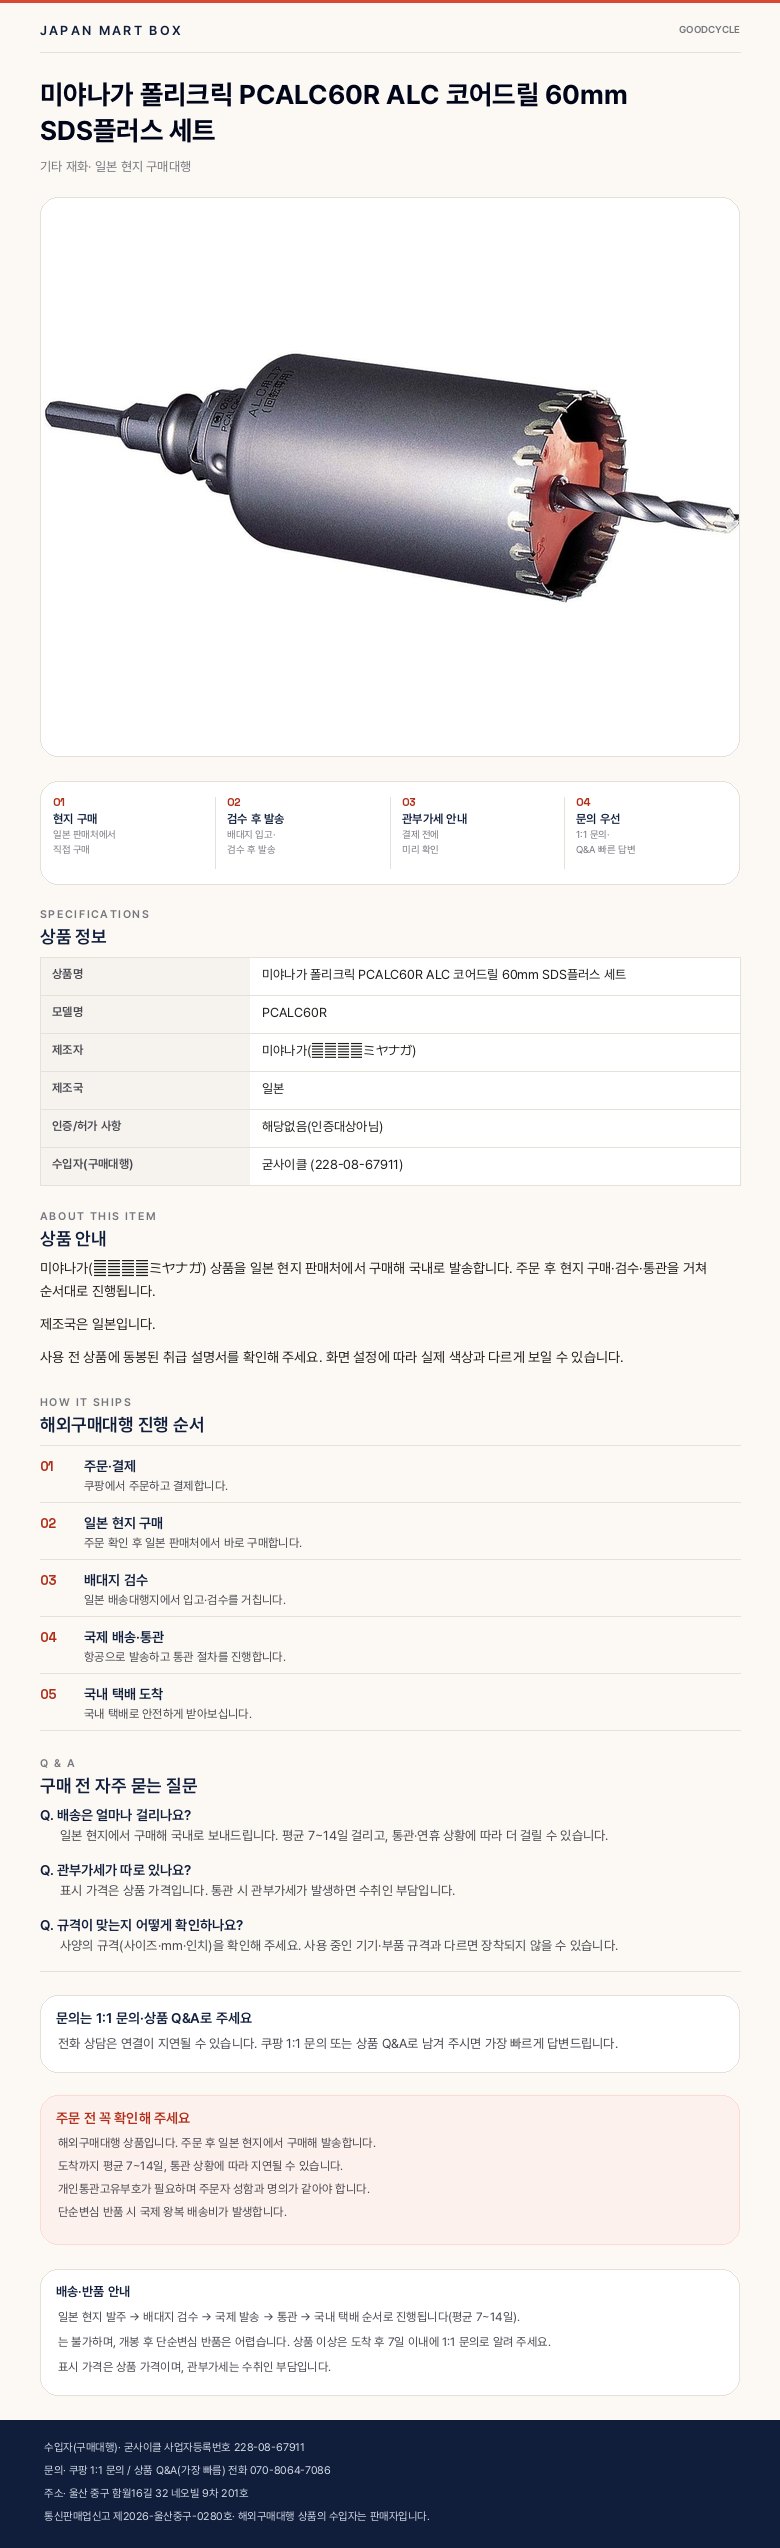 JAPAN MART BOX
GOODCYCLE
미야나가 폴리크릭 PCALC60R ALC 코어드릴 60mm
SDS플러스 세트
기타 재화· 일본 현지 구매대행
ALC用コア
(回転専用)
01
현지 구매
일본 판매처에서
직접 구매
02
검수 후 발송
배대지 입고·
검수 후 발송
03
관부가세 안내
결제 전에
미리 확인
04
문의 우선
1:1 문의·
Q&A 빠른 답변
SPECIFICATIONS
상품 정보
상품명 미야나가 폴리크릭 PCALC60R ALC 코어드릴 60mm SDS플러스 세트
모델명 PCALC60R
제조자 미야나가(ミヤナガ)
제조국 일본
인증/허가 사항 해당없음(인증대상아님)
수입자(구매대행) 굳사이클 (228-08-67911)
ABOUT THIS ITEM
상품 안내
미야나가(ミヤナガ) 상품을 일본 현지 판매처에서 구매해 국내로 발송합니다. 주문 후 현지 구매·검수·통관을 거쳐
순서대로 진행됩니다.
제조국은 일본입니다.
사용 전 상품에 동봉된 취급 설명서를 확인해 주세요. 화면 설정에 따라 실제 색상과 다르게 보일 수 있습니다.
HOW IT SHIPS
해외구매대행 진행 순서
01 주문·결제
쿠팡에서 주문하고 결제합니다.
02 일본 현지 구매
주문 확인 후 일본 판매처에서 바로 구매합니다.
03 배대지 검수
일본 배송대행지에서 입고·검수를 거칩니다.
04 국제 배송·통관
항공으로 발송하고 통관 절차를 진행합니다.
05 국내 택배 도착
국내 택배로 안전하게 받아보십니다.
Q & A
구매 전 자주 묻는 질문
Q. 배송은 얼마나 걸리나요?
일본 현지에서 구매해 국내로 보내드립니다. 평균 7~14일 걸리고, 통관·연휴 상황에 따라 더 걸릴 수 있습니다.
Q. 관부가세가 따로 있나요?
표시 가격은 상품 가격입니다. 통관 시 관부가세가 발생하면 수취인 부담입니다.
Q. 규격이 맞는지 어떻게 확인하나요?
사양의 규격(사이즈·mm·인치)을 확인해 주세요. 사용 중인 기기·부품 규격과 다르면 장착되지 않을 수 있습니다.
문의는 1:1 문의·상품 Q&A로 주세요
전화 상담은 연결이 지연될 수 있습니다. 쿠팡 1:1 문의 또는 상품 Q&A로 남겨 주시면 가장 빠르게 답변드립니다.
주문 전 꼭 확인해 주세요
해외구매대행 상품입니다. 주문 후 일본 현지에서 구매해 발송합니다.
도착까지 평균 7~14일, 통관 상황에 따라 지연될 수 있습니다.
개인통관고유부호가 필요하며 주문자 성함과 명의가 같아야 합니다.
단순변심 반품 시 국제 왕복 배송비가 발생합니다.
배송·반품 안내
일본 현지 발주 → 배대지 검수 → 국제 발송 → 통관 → 국내 택배 순서로 진행됩니다(평균 7~14일).
는 불가하며, 개봉 후 단순변심 반품은 어렵습니다. 상품 이상은 도착 후 7일 이내에 1:1 문의로 알려 주세요.
표시 가격은 상품 가격이며, 관부가세는 수취인 부담입니다.
수입자(구매대행)· 굳사이클 사업자등록번호 228-08-67911
문의· 쿠팡 1:1 문의 / 상품 Q&A(가장 빠름) 전화 070-8064-7086
주소· 울산 중구 함월16길 32 네오빌 9차 201호
통신판매업신고 제2026-울산중구-0280호· 해외구매대행 상품의 수입자는 판매자입니다.